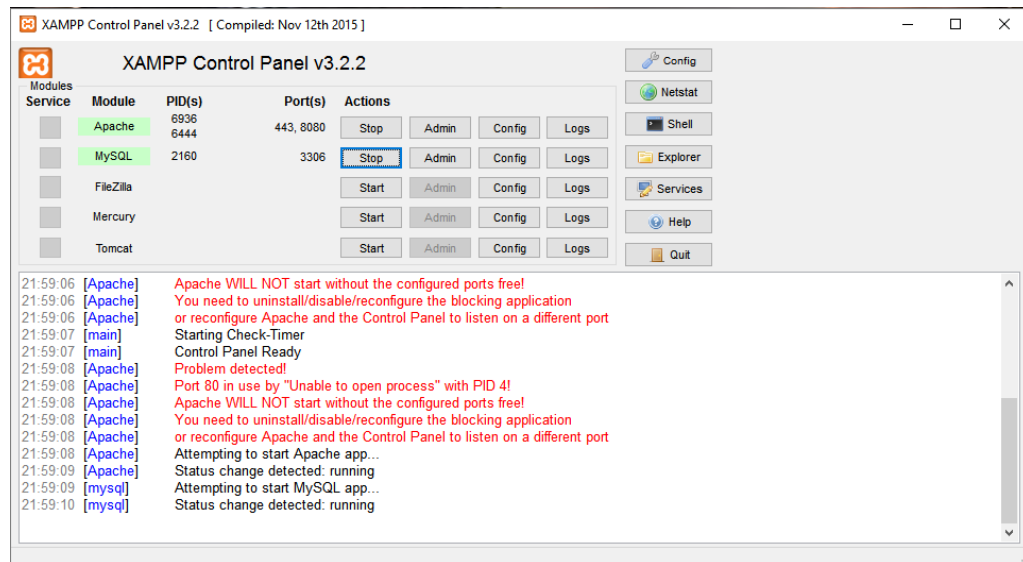 XAMPP Control Panel v3.2.2 [ Compiled: Nov 12th 2015 ]
XAMPP Control Panel v3.2.2
Config
Modules
Service Module PID(s) Port(s) Actions
Netstat
Apache 6936 6444 443, 8080 Stop Admin Config Logs
Shell
MySQL 2160 3306 Stop Admin Config Logs
Explorer
FileZilla Start Admin Config Logs
Services
Mercury Start Admin Config Logs
Help
Tomcat Start Admin Config Logs
Quit
21:59:06 [Apache] Apache WILL NOT start without the configured ports free!
21:59:06 [Apache] You need to uninstall/disable/reconfigure the blocking application
21:59:06 [Apache] or reconfigure Apache and the Control Panel to listen on a different port
21:59:07 [main] Starting Check-Timer
21:59:07 [main] Control Panel Ready
21:59:08 [Apache] Problem detected!
21:59:08 [Apache] Port 80 in use by "Unable to open process" with PID 4!
21:59:08 [Apache] Apache WILL NOT start without the configured ports free!
21:59:08 [Apache] You need to uninstall/disable/reconfigure the blocking application
21:59:08 [Apache] or reconfigure Apache and the Control Panel to listen on a different port
21:59:08 [Apache] Attempting to start Apache app...
21:59:09 [Apache] Status change detected: running
21:59:09 [mysql] Attempting to start MySQL app...
21:59:10 [mysql] Status change detected: running